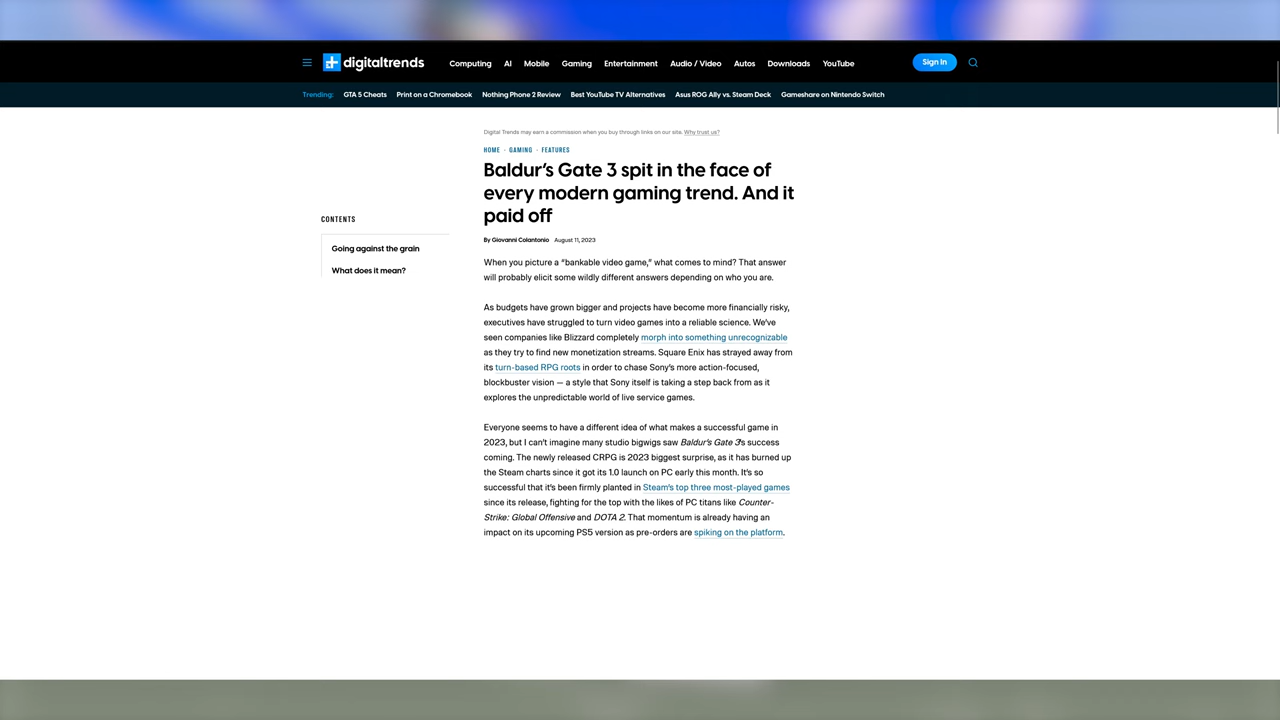 digitaltrends
Computing AI Mobile Gaming Entertainment Audio / Video Autos Downloads YouTube
Sign In
Trending: GTA 5 Cheats Print on a Chromebook Nothing Phone 2 Review Best YouTube TV Alternatives Asus ROG Ally vs. Steam Deck Gameshare on Nintendo Switch
Digital Trends may earn a commission when you buy through links on our site. Why trust us?
HOME · GAMING · FEATURES
Baldur’s Gate 3 spit in the face of
every modern gaming trend. And it
paid off
By Giovanni Colantonio August 11, 2023
CONTENTS
Going against the grain
What does it mean?
When you picture a “bankable video game,” what comes to mind? That answer
will probably elicit some wildly different answers depending on who you are.
As budgets have grown bigger and projects have become more financially risky,
executives have struggled to turn video games into a reliable science. We’ve
seen companies like Blizzard completely morph into something unrecognizable
as they try to find new monetization streams. Square Enix has strayed away from
its turn-based RPG roots in order to chase Sony’s more action-focused,
blockbuster vision — a style that Sony itself is taking a step back from as it
explores the unpredictable world of live service games.
Everyone seems to have a different idea of what makes a successful game in
2023, but I can’t imagine many studio bigwigs saw Baldur’s Gate 3’s success
coming. The newly released CRPG is 2023 biggest surprise, as it has burned up
the Steam charts since it got its 1.0 launch on PC early this month. It’s so
successful that it’s been firmly planted in Steam’s top three most-played games
since its release, fighting for the top with the likes of PC titans like Counter-
Strike: Global Offensive and DOTA 2. That momentum is already having an
impact on its upcoming PS5 version as pre-orders are spiking on the platform.